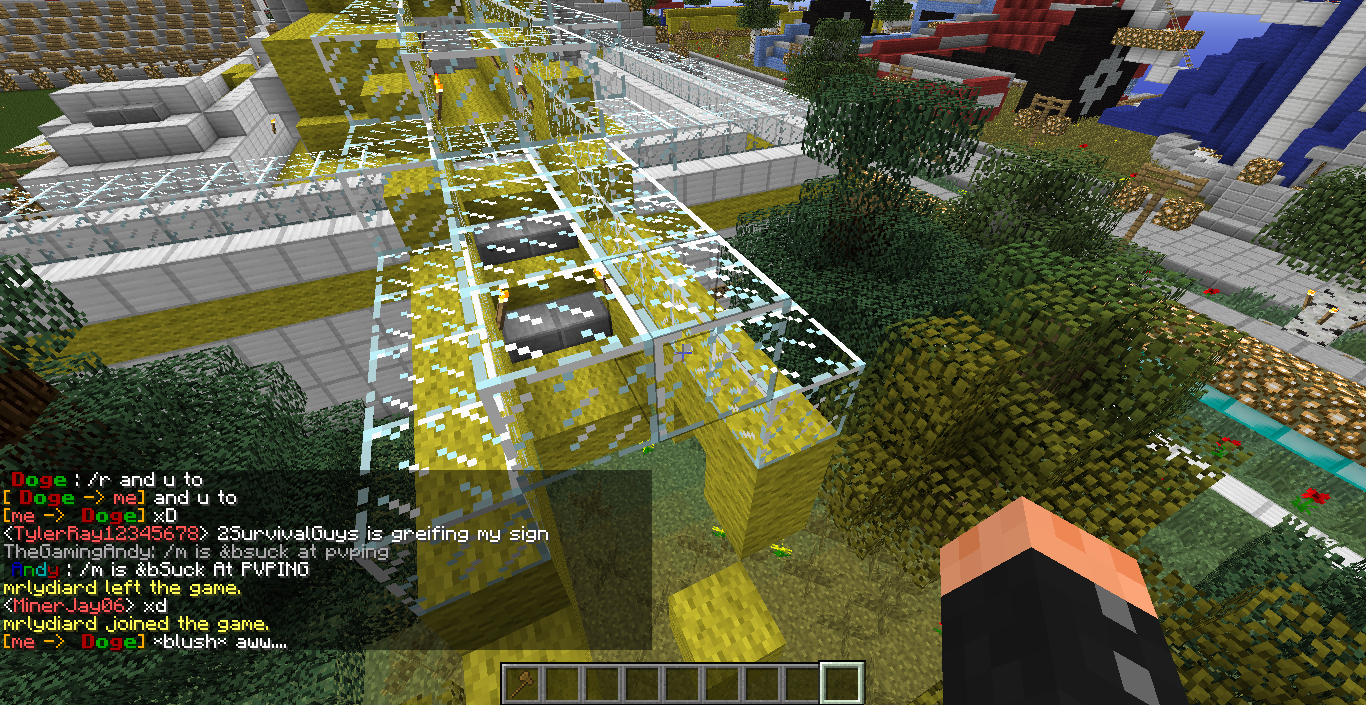 Doge : /r and u to
[ Doge -> me] and u to
[me -> Doge] xD
<TylerRay12345678> 2SurvivalGuys is greifing my sign
TheGamingAndy: /m is &bsuck at pvping
Andy : /m is &bSuck At PVPING
mrlydiard left the game.
<MinerJay06> xd
mrlydiard joined the game.
[me -> Doge] *blush* aww....